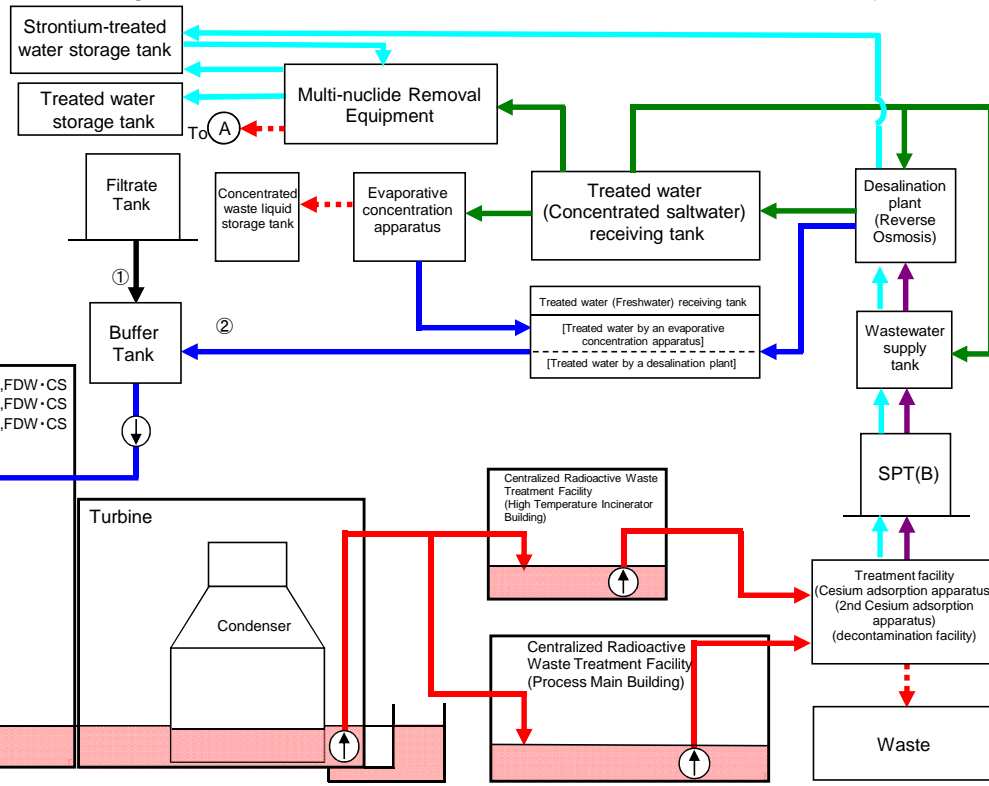 Strontium-treated
water storage tank
Treated water
storage tank
To A
Multi-nuclide Removal
Equipment
Filtrate
Tank
Concentrated
waste liquid
storage tank
Evaporative
concentration
apparatus
Treated water
(Concentrated saltwater)
receiving tank
Desalination
plant
(Reverse
Osmosis)
①
②
Buffer
Tank
Treated water (Freshwater) receiving tank
[Treated water by an evaporative
concentration apparatus]
[Treated water by a desalination plant]
Wastewater
supply
tank
,FDW・CS
,FDW・CS
,FDW・CS
SPT(B)
Turbine
Condenser
Centralized Radioactive Waste
Treatment Facility
(High Temperature Incinerator
Building)
Centralized Radioactive
Waste Treatment Facility
(Process Main Building)
Treatment facility
(Cesium adsorption apparatus)
(2nd Cesium adsorption
apparatus)
(decontamination facility)
Waste